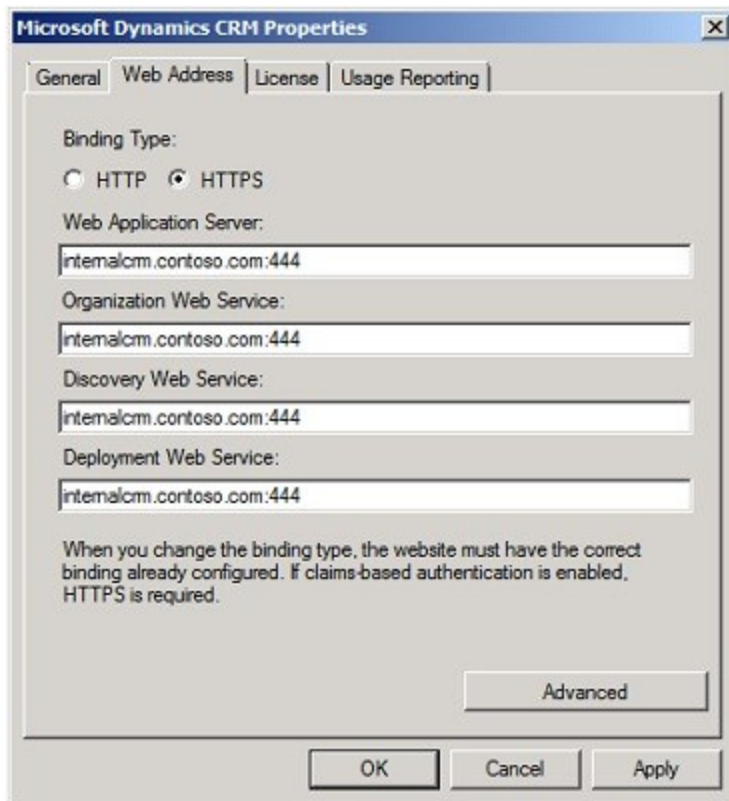 Microsoft Dynamics CRM Properties
General Web Address License Usage Reporting
Binding Type:
HTTP HTTPS
Web Application Server:
internalcrm.contoso.com:444
Organization Web Service:
internalcrm.contoso.com:444
Discovery Web Service:
internalcrm.contoso.com:444
Deployment Web Service:
internalcrm.contoso.com:444
When you change the binding type, the website must have the correct
binding already configured. If claims-based authentication is enabled,
HTTPS is required.
Advanced
OK Cancel Apply